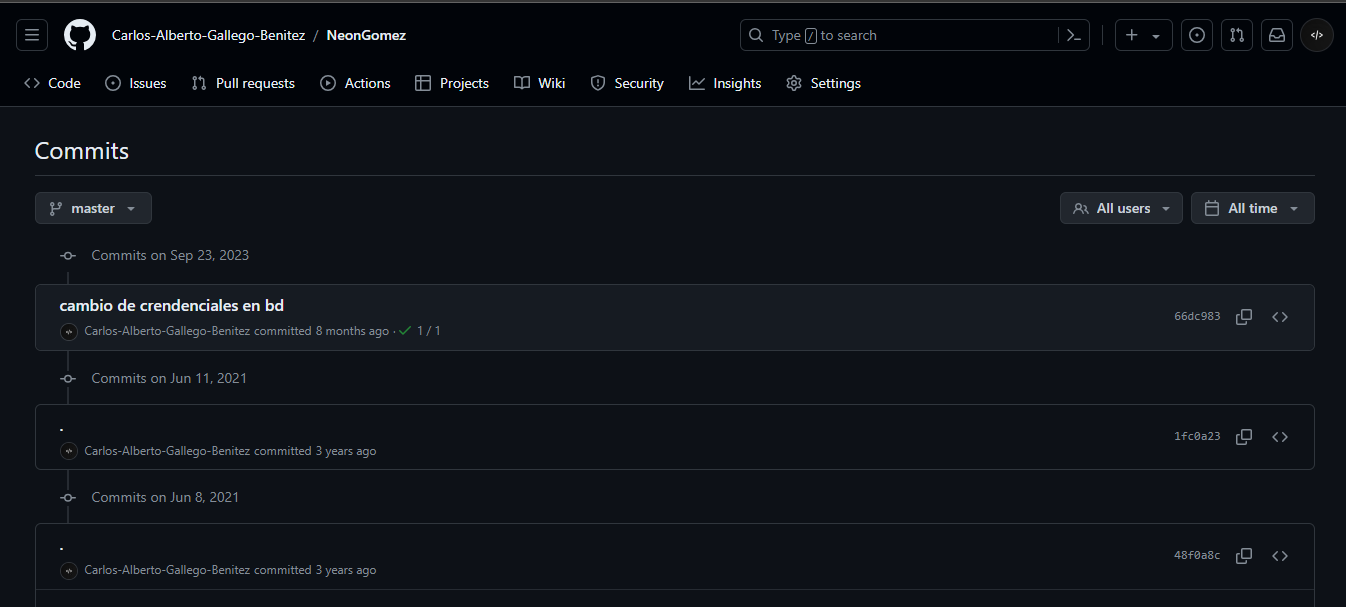 Carlos-Alberto-Gallego-Benitez / NeonGomez
Type / to search
Code Issues Pull requests Actions Projects Wiki Security Insights Settings
Commits
master All users All time
Commits on Sep 23, 2023
cambio de crendenciales en bd
Carlos-Alberto-Gallego-Benitez committed 8 months ago · 1 / 1
66dc983
Commits on Jun 11, 2021
.
Carlos-Alberto-Gallego-Benitez committed 3 years ago
1fc0a23
Commits on Jun 8, 2021
.
Carlos-Alberto-Gallego-Benitez committed 3 years ago
48f0a8c